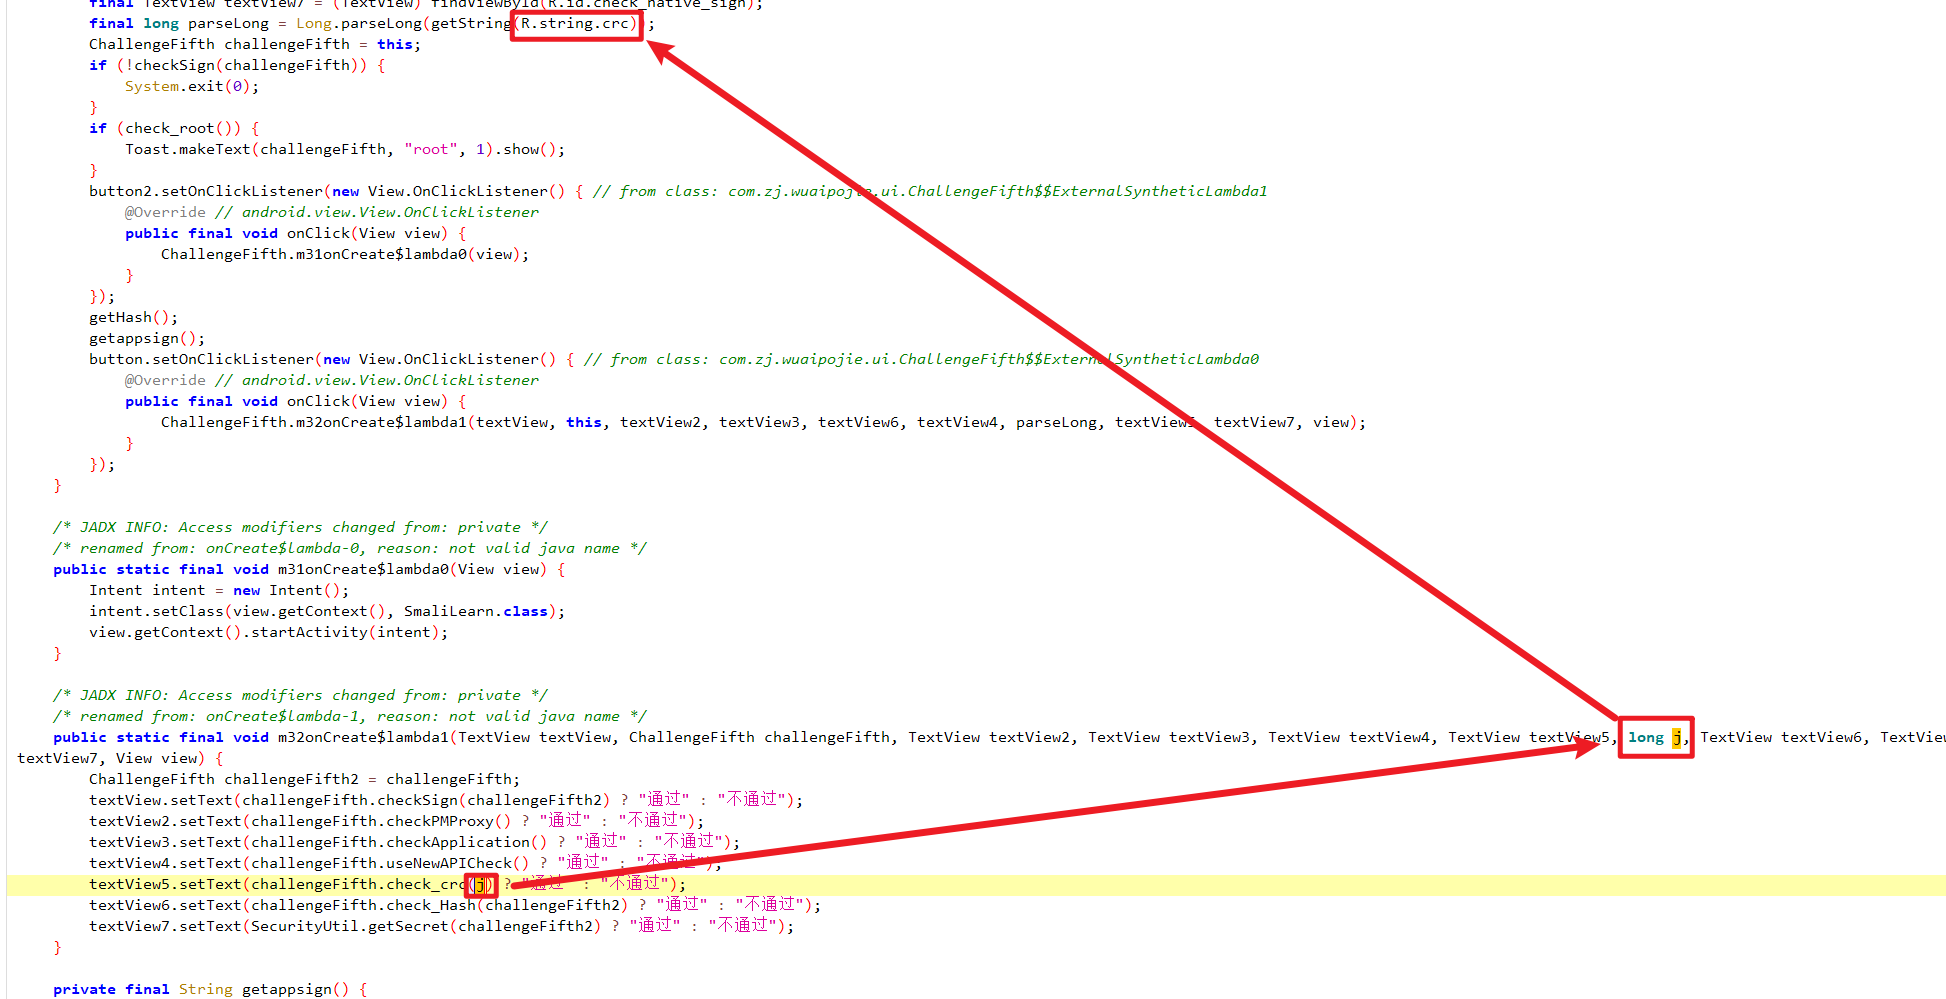 final TextView textView7 = (TextView) findViewById(R.id.check_native_sign);
final long parseLong = Long.parseLong(getString(R.string.crc));
ChallengeFifth challengeFifth = this;
if (!checkSign(challengeFifth)) {
System.exit(0);
}
if (check_root()) {
Toast.makeText(challengeFifth, "root", 1).show();
}
button2.setOnClickListener(new View.OnClickListener() { // from class: com.zj.wuaipojie.ui.ChallengeFifth$$ExternalSyntheticLambda1
@Override // android.view.View.OnClickListener
public final void onClick(View view) {
ChallengeFifth.m31onCreate$lambda0(view);
}
});
getHash();
getappsign();
button.setOnClickListener(new View.OnClickListener() { // from class: com.zj.wuaipojie.ui.ChallengeFifth$$ExternalSyntheticLambda0
@Override // android.view.View.OnClickListener
public final void onClick(View view) {
ChallengeFifth.m32onCreate$lambda1(textView, this, textView2, textView3, textView6, textView4, parseLong, textView5, textView7, view);
}
});
}
/* JADX INFO: Access modifiers changed from: private */
/* renamed from: onCreate$lambda-0, reason: not valid java name */
public static final void m31onCreate$lambda0(View view) {
Intent intent = new Intent();
intent.setClass(view.getContext(), SmaliLearn.class);
view.getContext().startActivity(intent);
}
/* JADX INFO: Access modifiers changed from: private */
/* renamed from: onCreate$lambda-1, reason: not valid java name */
public static final void m32onCreate$lambda1(TextView textView, ChallengeFifth challengeFifth, TextView textView2, TextView textView3, TextView textView4, TextView textView5, long j, TextView textView6, TextView
textView7, View view) {
ChallengeFifth challengeFifth2 = challengeFifth;
textView.setText(challengeFifth.checkSign(challengeFifth2) ? "通过" : "不通过");
textView2.setText(challengeFifth.checkPMProxy() ? "通过" : "不通过");
textView3.setText(challengeFifth.checkApplication() ? "通过" : "不通过");
textView4.setText(challengeFifth.useNewAPICheck() ? "通过" : "不通过");
textView5.setText(challengeFifth.check_crc(j) ? "通过" : "不通过");
textView6.setText(challengeFifth.check_Hash(challengeFifth2) ? "通过" : "不通过");
textView7.setText(SecurityUtil.getSecret(challengeFifth2) ? "通过" : "不通过");
}
private final String getappsign() {